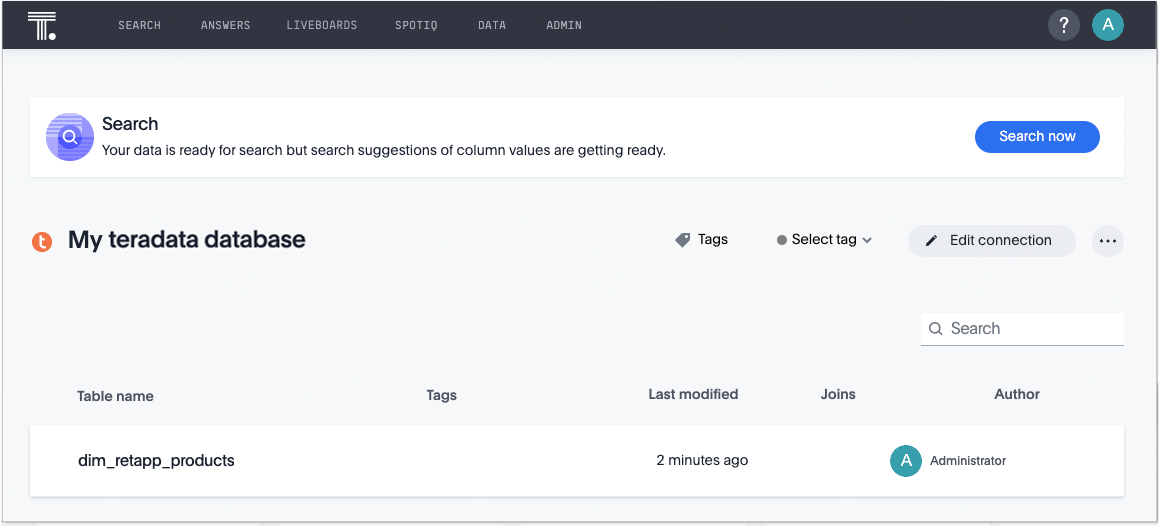 T.
SEARCH ANSWERS LIVEBOARDS SPOTIQ DATA ADMIN ? A
Search
Your data is ready for search but search suggestions of column values are getting ready.
Search now
t My teradata database Tags Select tag Edit connection ...
Search
Table name Tags Last modified Joins Author
dim_retapp_products 2 minutes ago A Administrator